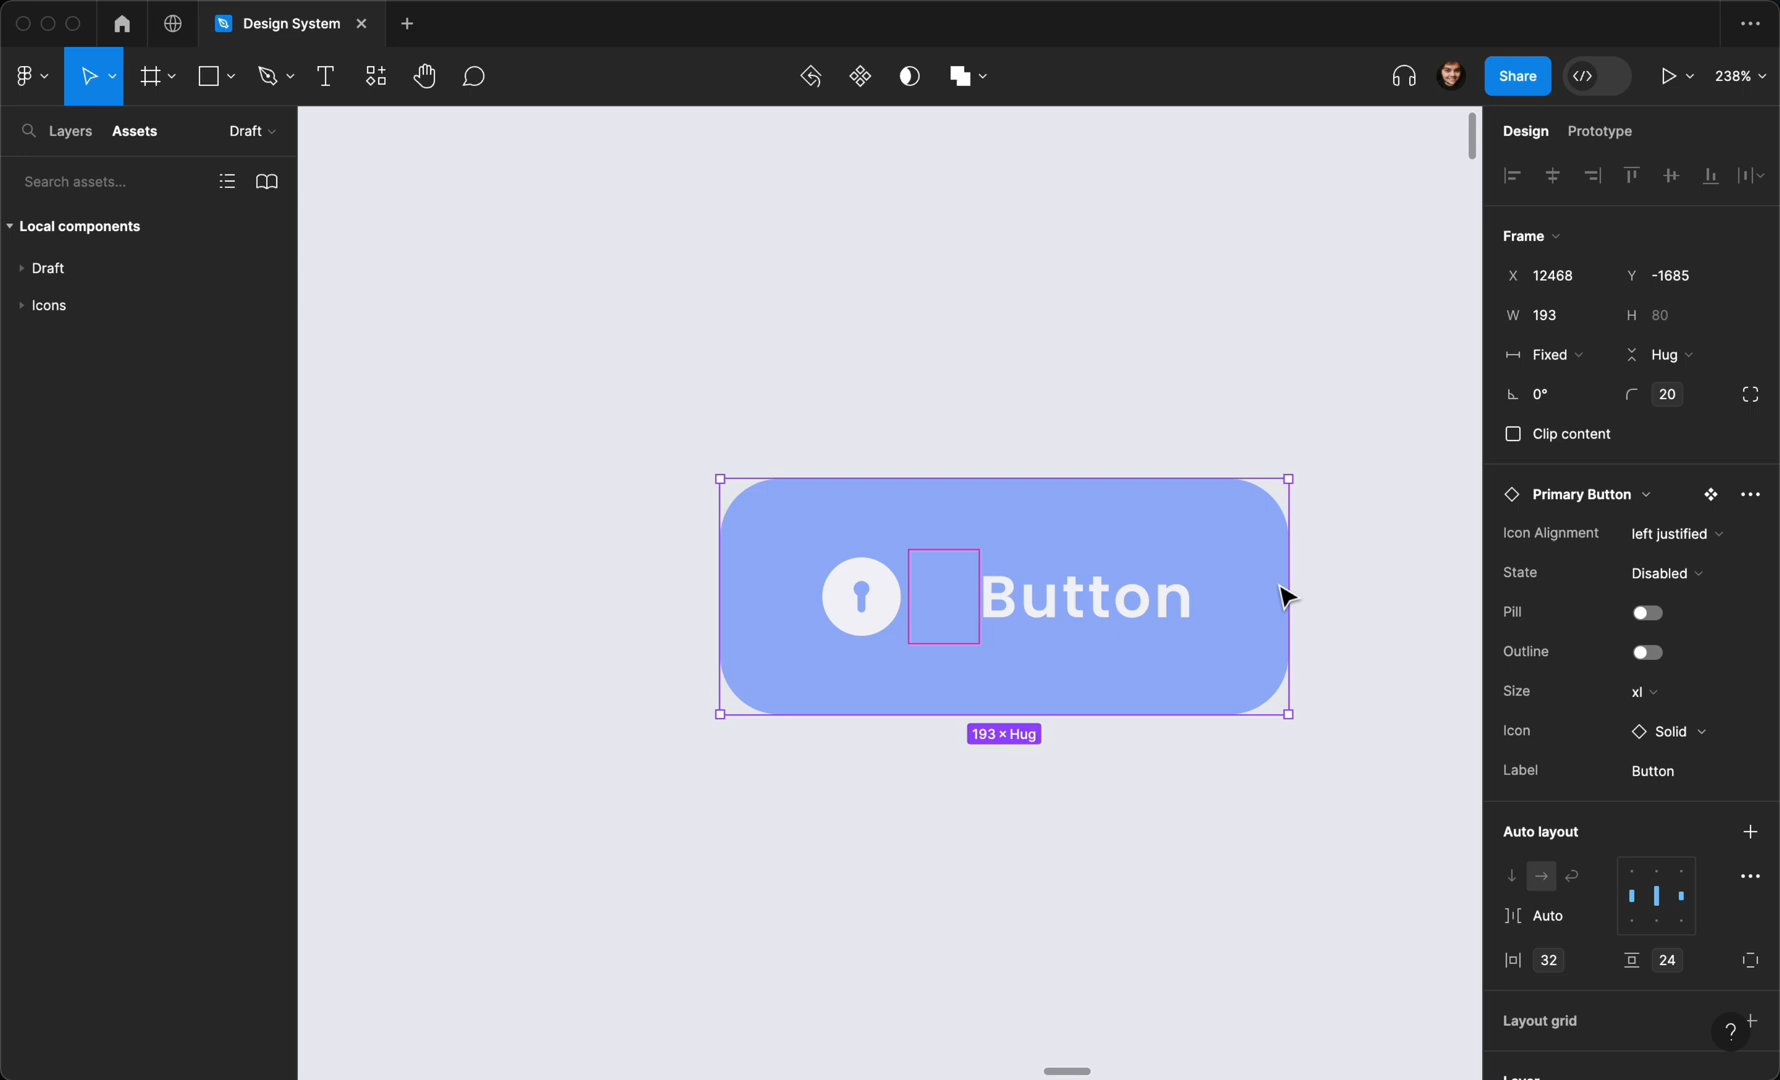 Design System
Share
238%
Layers
Assets
Draft
Search assets...
Local components
Draft
Icons
Button
193 × Hug
Design
Prototype
Frame
X 12468
Y -1685
W 193
H 80
Fixed
Hug
0°
20
Clip content
Primary Button
Icon Alignment
left justified
State
Disabled
Pill
Outline
Size
xl
Icon
Solid
Label
Button
Auto layout
Auto
32
24
Layout grid
?
Layer